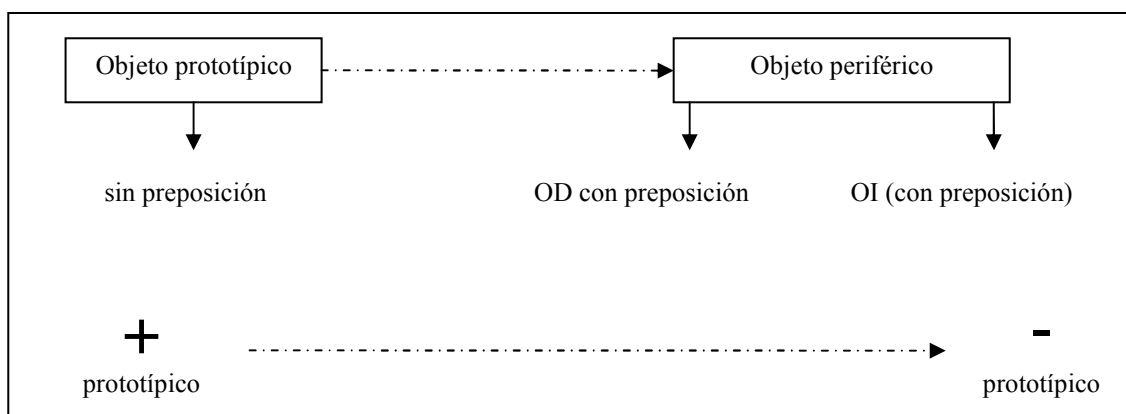 Objeto prototípico
Objeto periférico
sin preposición
OD con preposición
OI (con preposición)
+
-
prototípico
prototípico